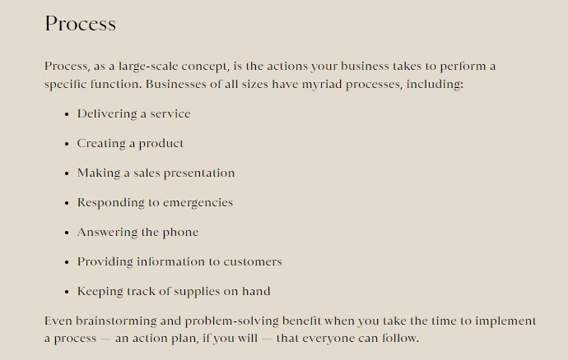 Process
Process, as a large-scale concept, is the actions your business takes to perform a
specific function. Businesses of all sizes have myriad processes, including:
• Delivering a service
• Creating a product
• Making a sales presentation
• Responding to emergencies
• Answering the phone
• Providing information to customers
• Keeping track of supplies on hand
Even brainstorming and problem-solving benefit when you take the time to implement
a process — an action plan, if you will — that everyone can follow.